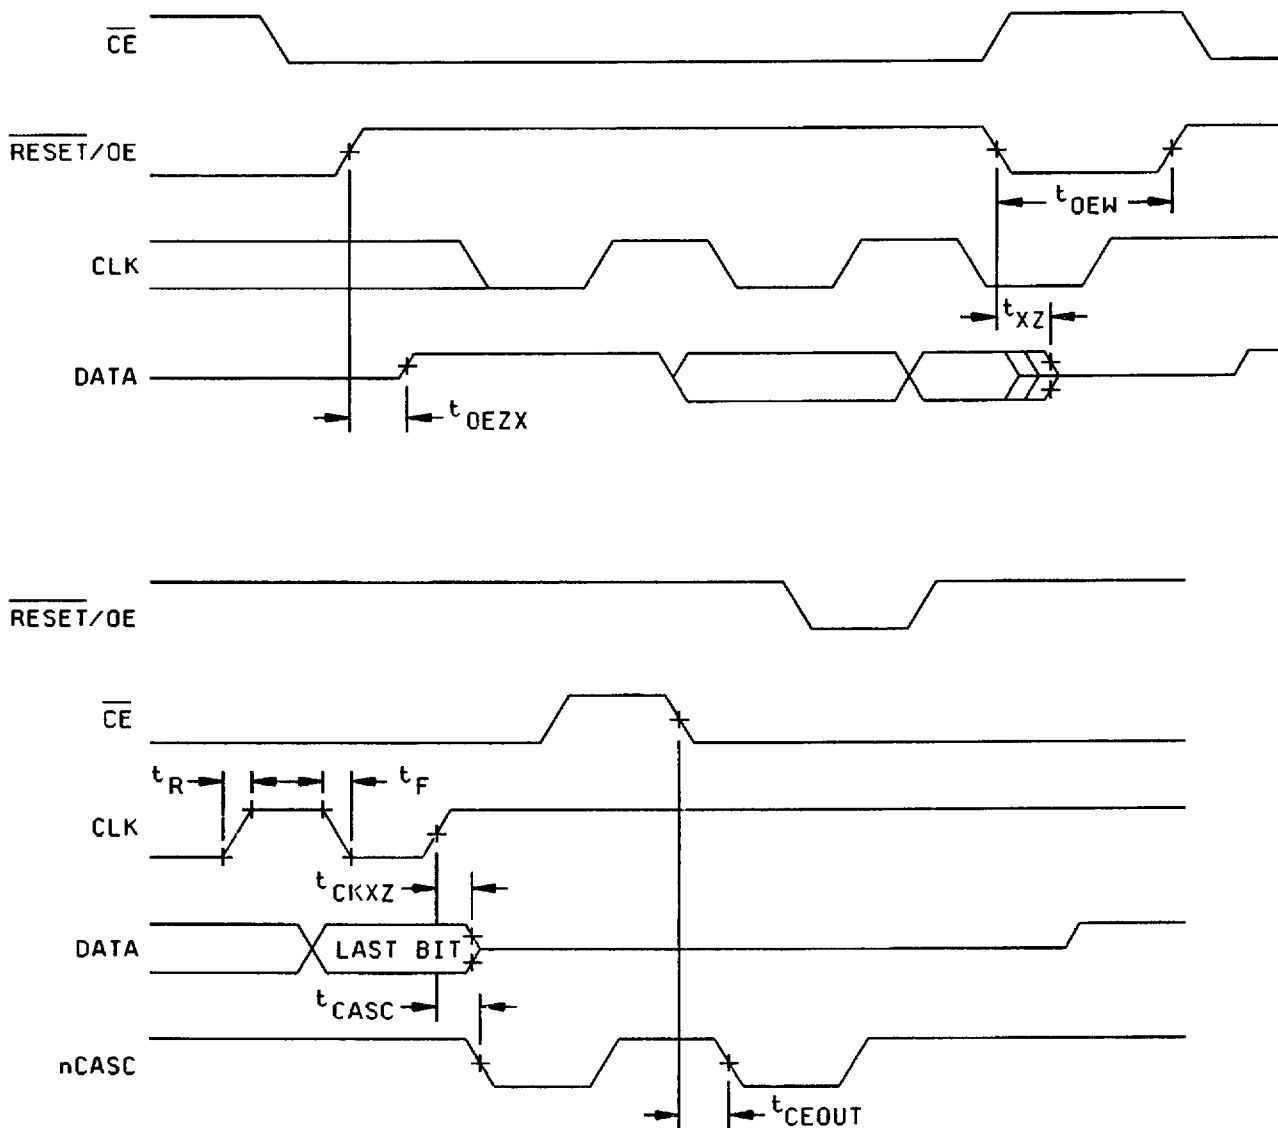 CE
RESET/OE
tOEW
CLK
tXZ
DATA
tOEZX
RESET/OE
CE
tR
tF
CLK
tCKXZ
DATA
LAST BIT
tCASC
nCASC
tCEOUT